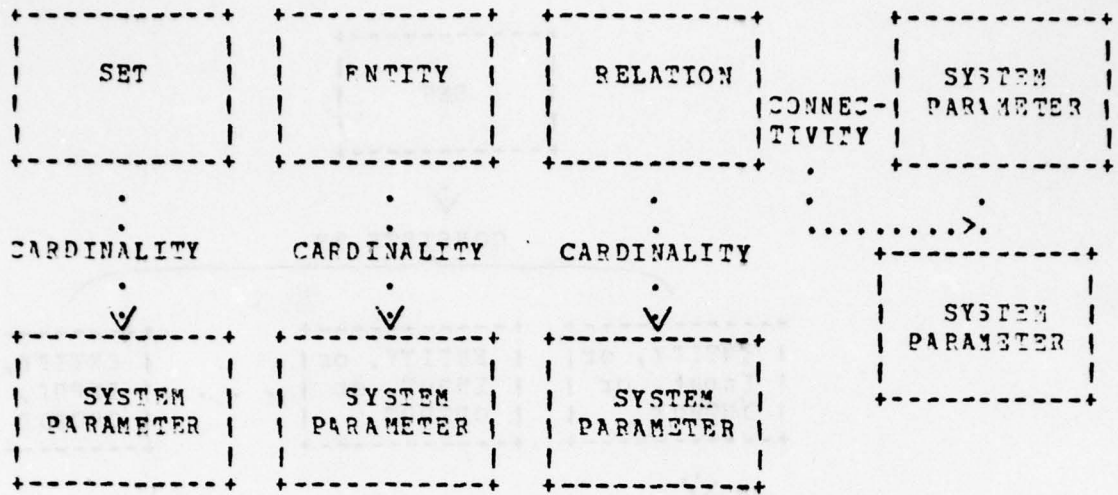 SET
ENTITY
RELATION
CONNEC-
TIVITY
SYSTEM
PARAMETER
CARDINALITY
CARDINALITY
CARDINALITY
SYSTEM
PARAMETER
SYSTEM
PARAMETER
SYSTEM
PARAMETER
SYSTEM
PARAMETER